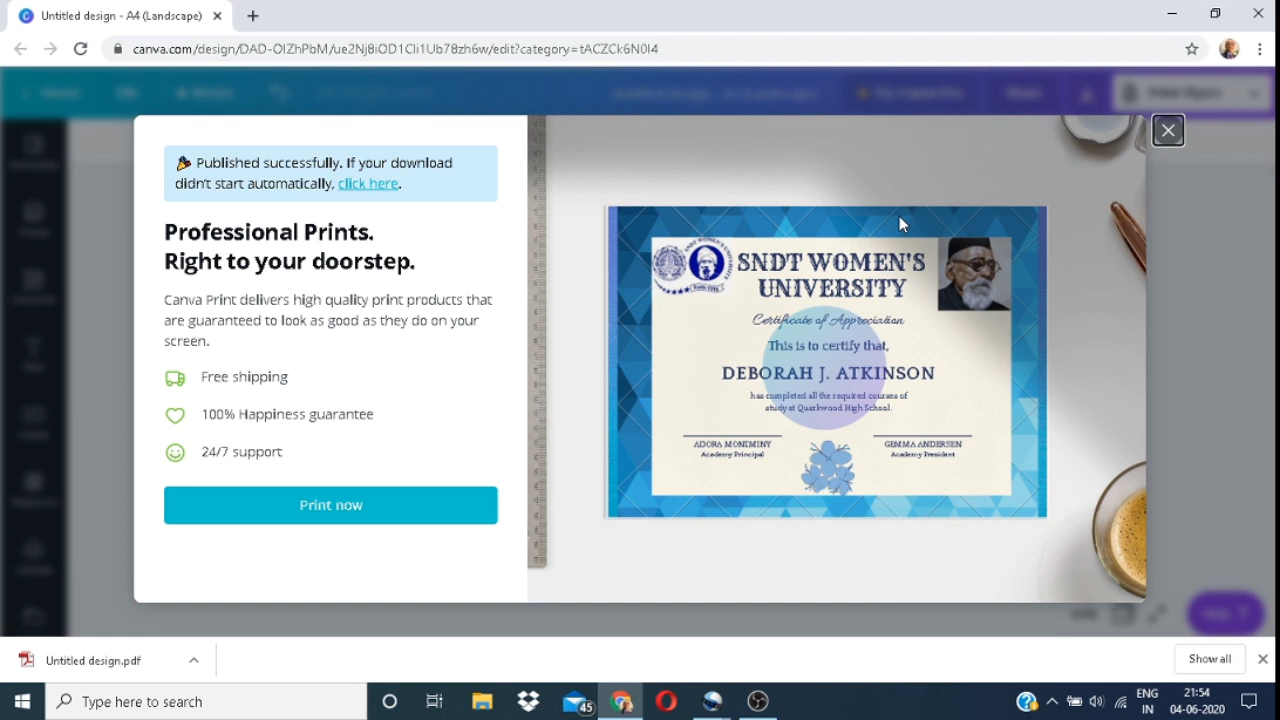 Untitled design - A4 (Landscape)
canva.com/design/DAD-OIZhPbM/ue2Nj8iOD1Cli1Ub78zh6w/edit?category=tACZCk6N0I4
Home
Share
Published successfully. If your download
didn't start automatically, click here.
Professional Prints.
Right to your doorstep.
Canva Print delivers high quality print products that
are guaranteed to look as good as they do on your
screen.
Free shipping
100% Happiness guarantee
24/7 support
Print now
SNDT WOMEN'S
UNIVERSITY
Certificate of Appreciation
This is to certify that,
DEBORAH J. ATKINSON
has completed all the required courses of
study at Quarkwood High School.
ADORA MONIMINY
Academy Principal
GEMMA ANDERSEN
Academy President
Untitled design.pdf
Show all
Type here to search
45
ENG
IN
21:54
04-06-2020